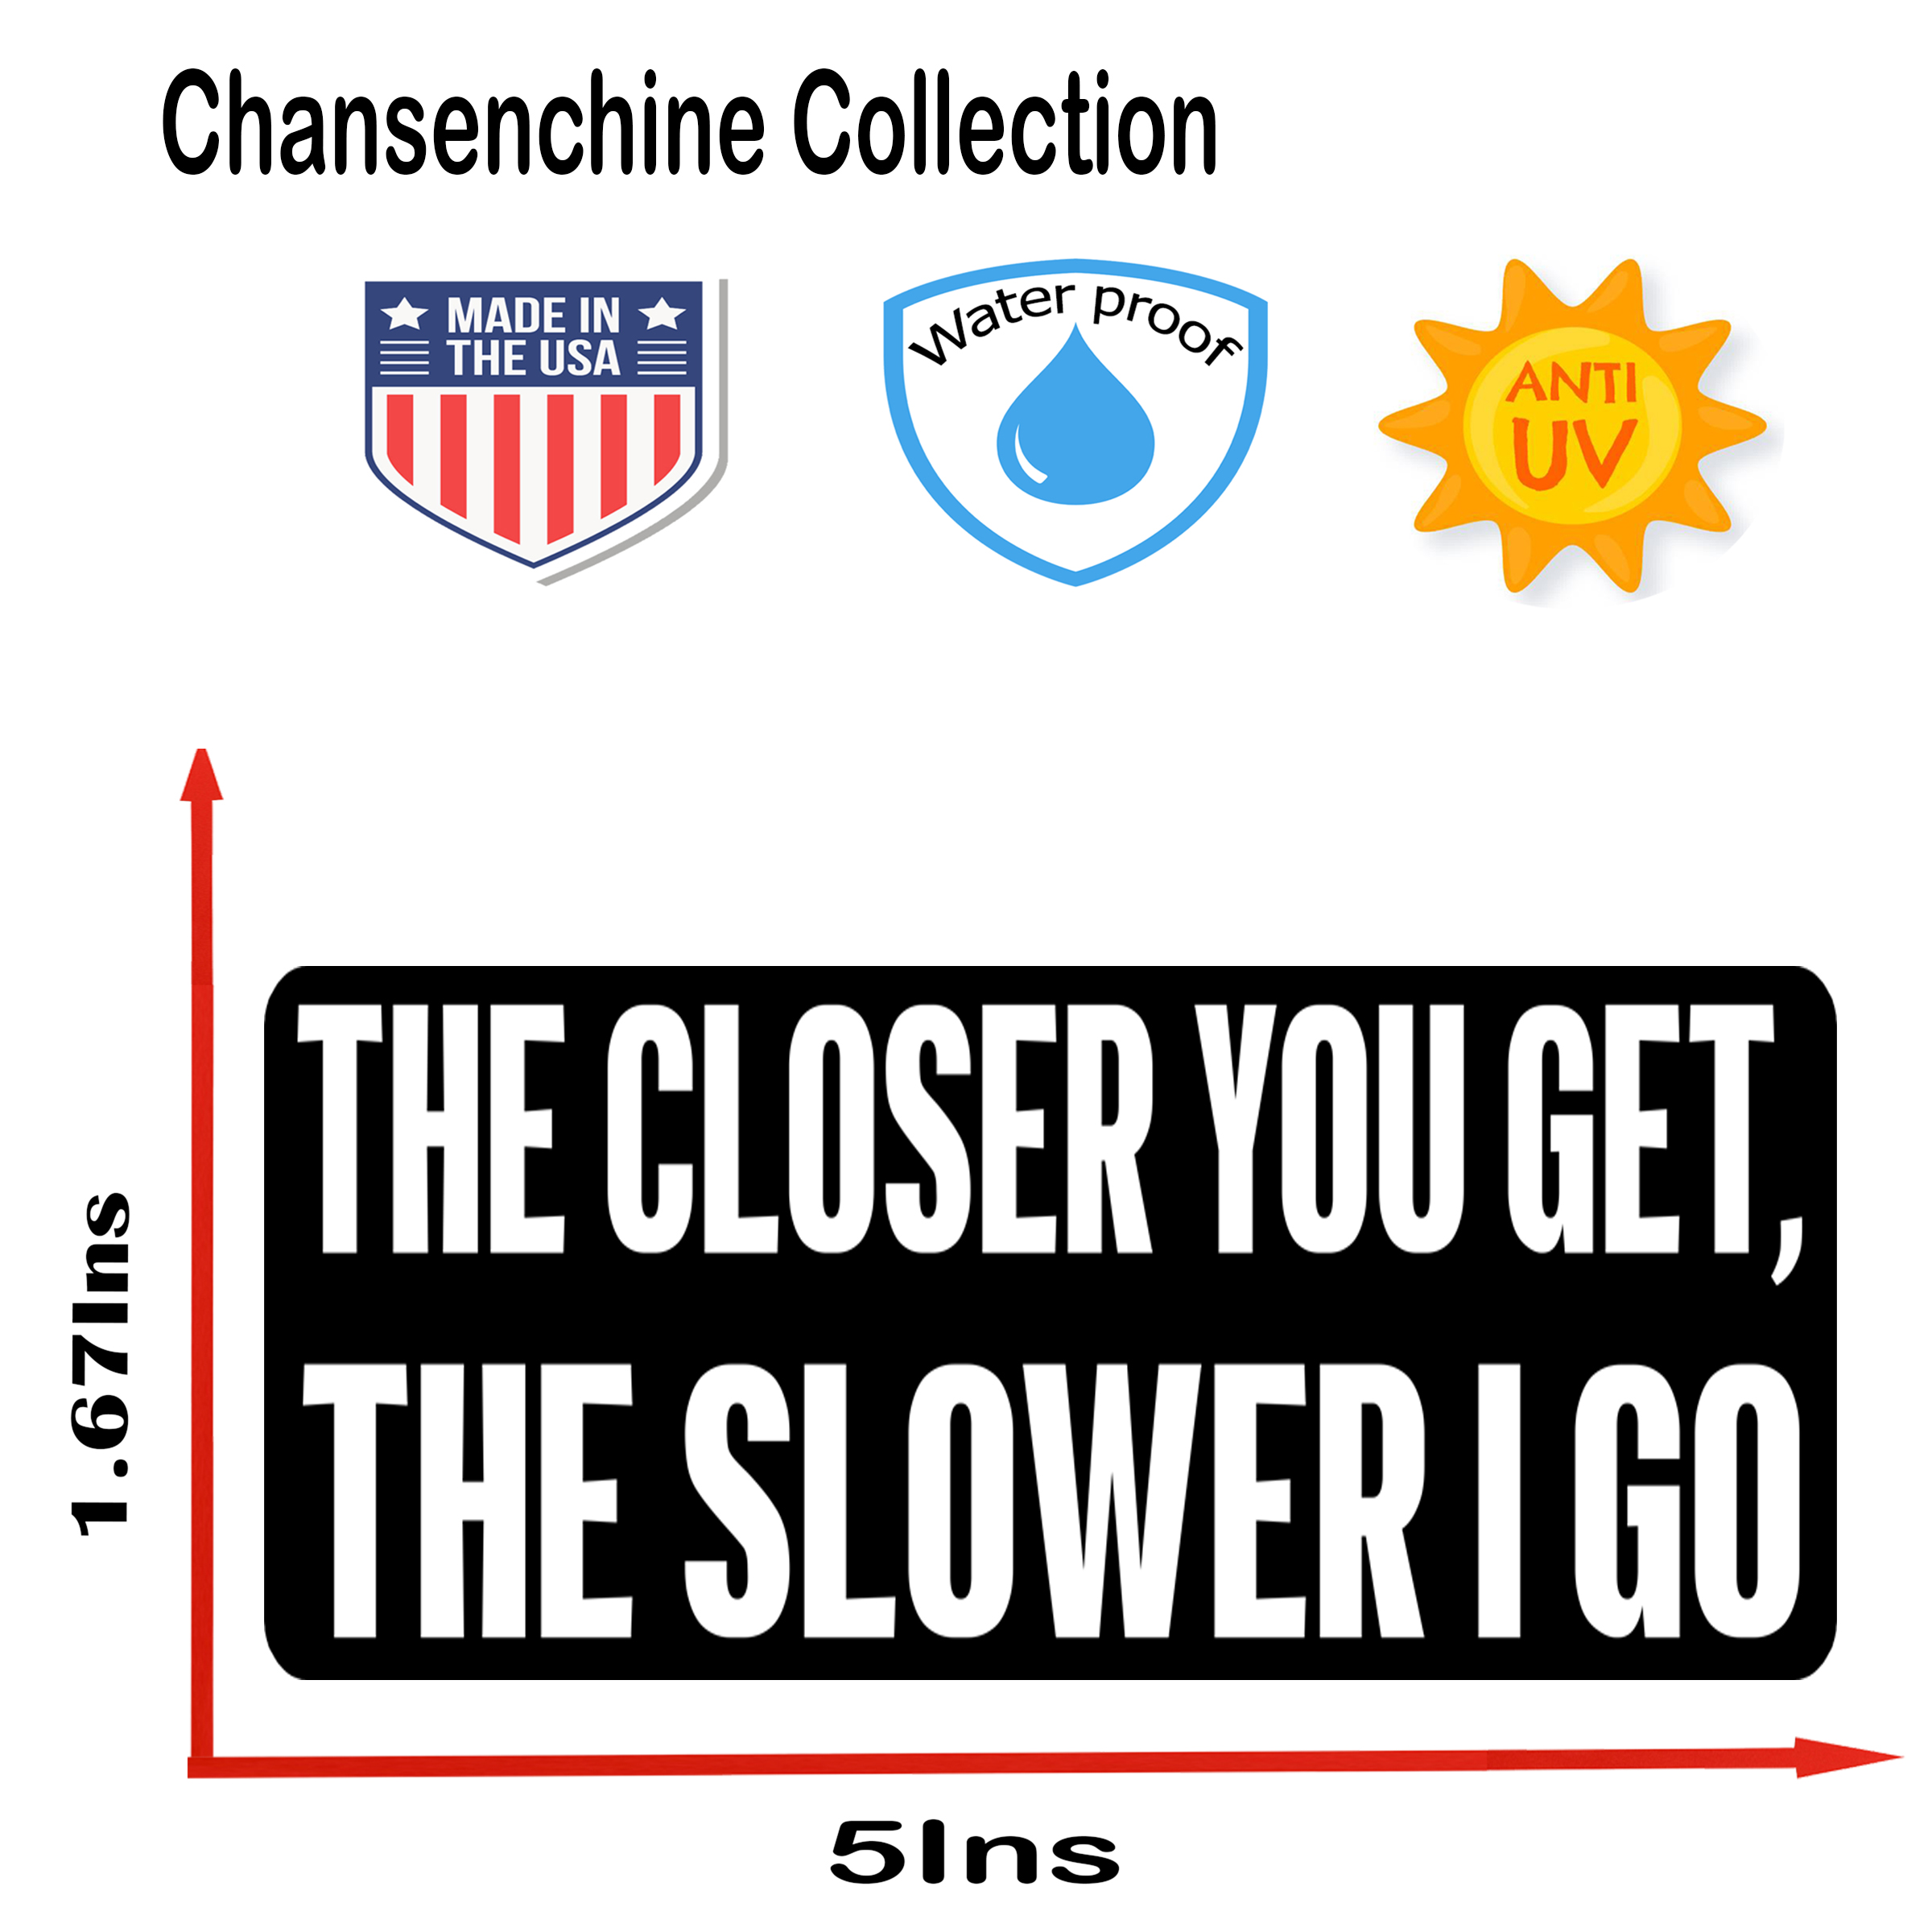 Chansenchine Collection
MADE IN
THE USA
Water proof
ANTI
UV
1.67Ins
THE CLOSER YOU GET,
THE SLOWER I GO
5Ins